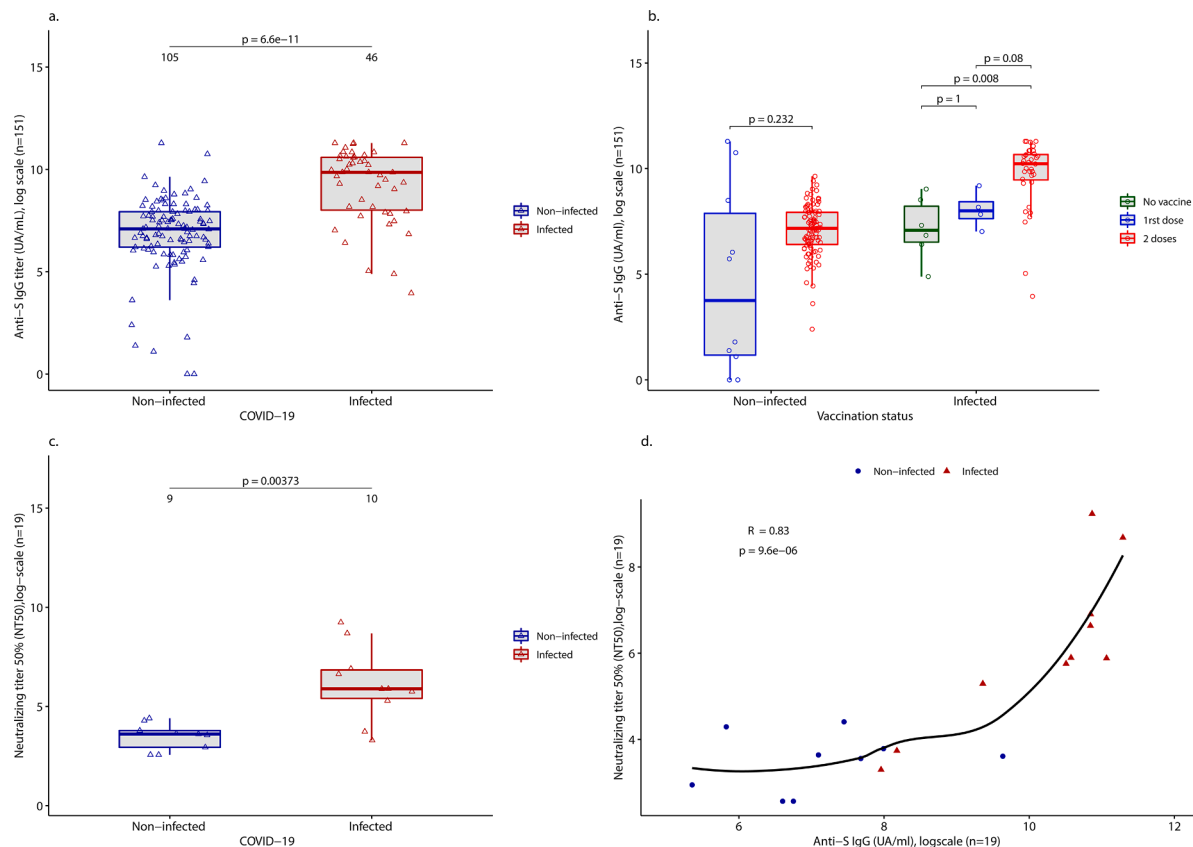 a.
p = 6.6e−11
105
46
15
10
5
0
Anti−S IgG titer (UA/mL), log scale (n=151)
Non−infected
Infected
COVID−19
Non−infected
Infected
b.
p = 0.08
p = 0.008
p = 1
p = 0.232
15
10
5
0
Anti−S IgG (UA/mL), log scale (n=151)
Non−infected
Infected
Vaccination status
No vaccine
1rst dose
2 doses
c.
p = 0.00373
9
10
15
10
5
0
Neutralizing titer 50% (NT50),log−scale (n=19)
Non−infected
Infected
COVID−19
Non−infected
Infected
d.
Non−infected
Infected
R = 0.83
p = 9.6e−06
8
6
4
Neutralizing titer 50% (NT50),log−scale (n=19)
6
8
10
12
Anti−S IgG (UA/ml), logscale (n=19)